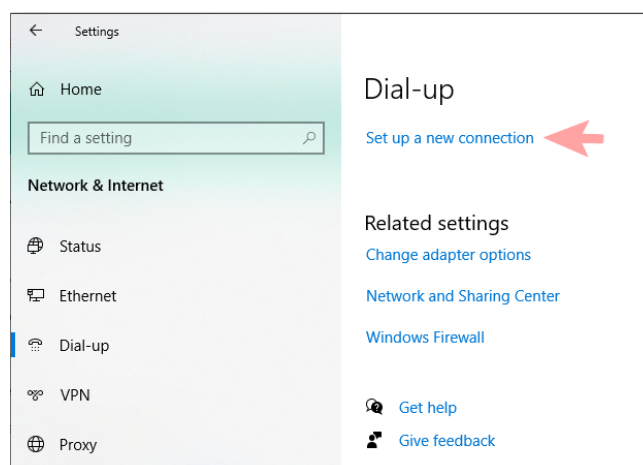 Settings
Home
Find a setting
Network & Internet
Status
Ethernet
Dial-up
VPN
Proxy
Dial-up
Set up a new connection
Related settings
Change adapter options
Network and Sharing Center
Windows Firewall
Get help
Give feedback